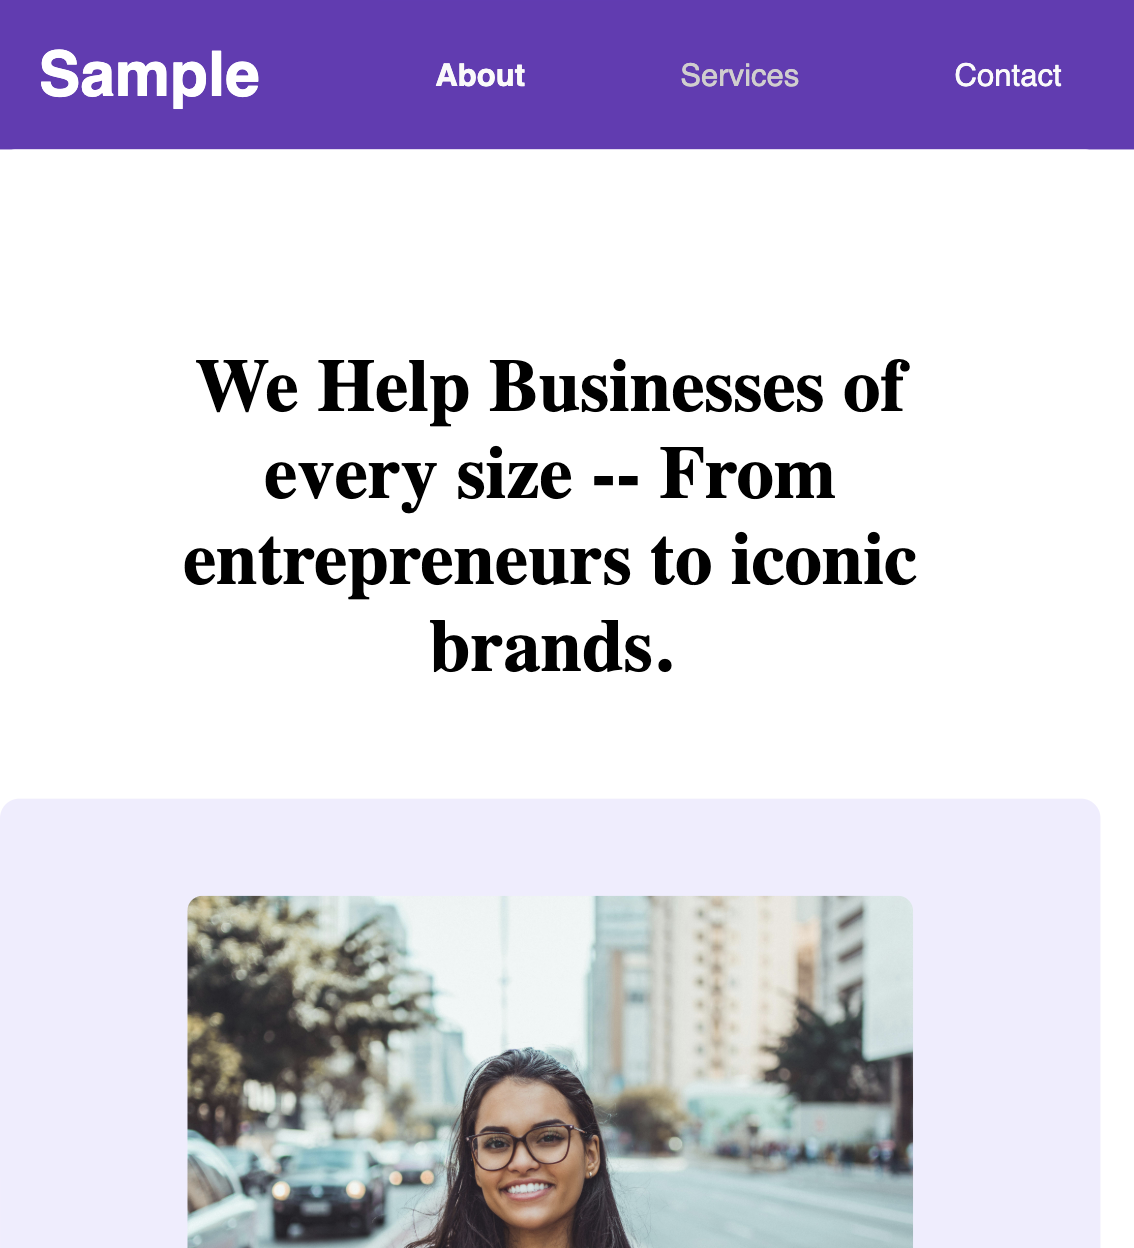 Sample About Services Contact
We Help Businesses of
every size -- From
entrepreneurs to iconic
brands.